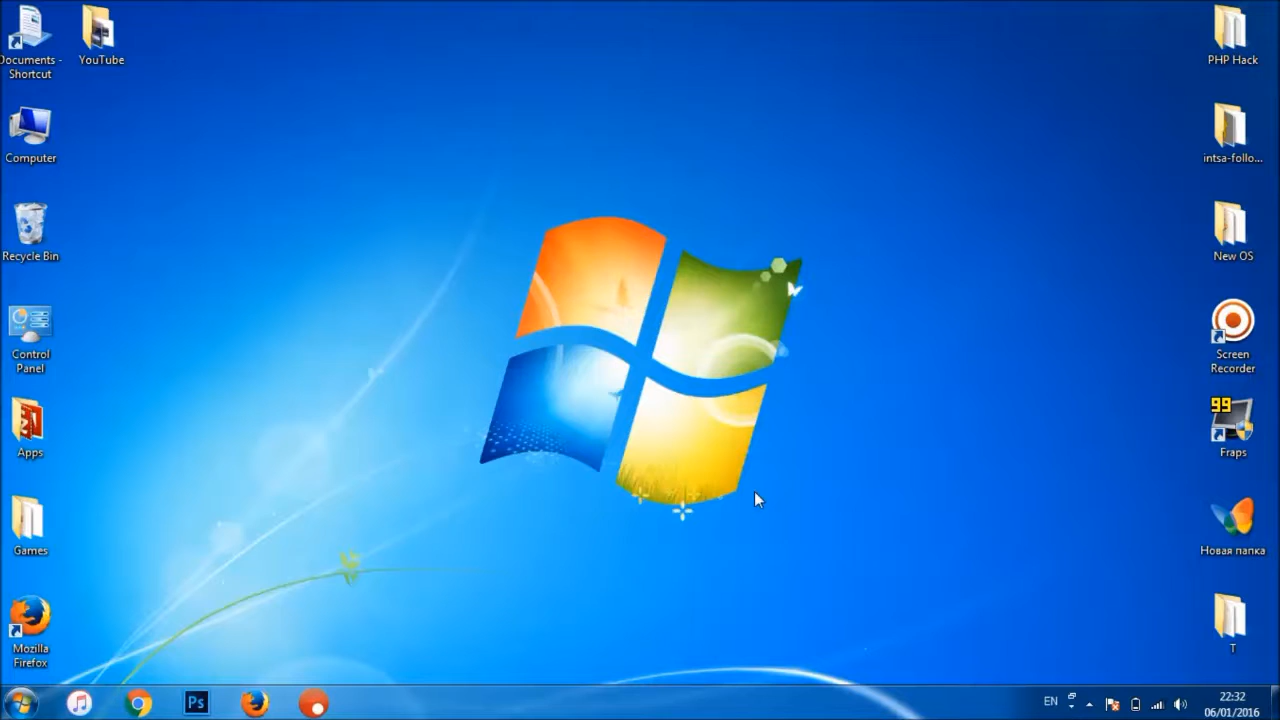 Documents -
Shortcut
YouTube
Computer
Recycle Bin
Control
Panel
Apps
Games
Mozilla
Firefox
PHP Hack
intsa-follo...
New OS
Screen
Recorder
99
Fraps
Новая папка
T
Ps
EN
22:32
06/01/2016